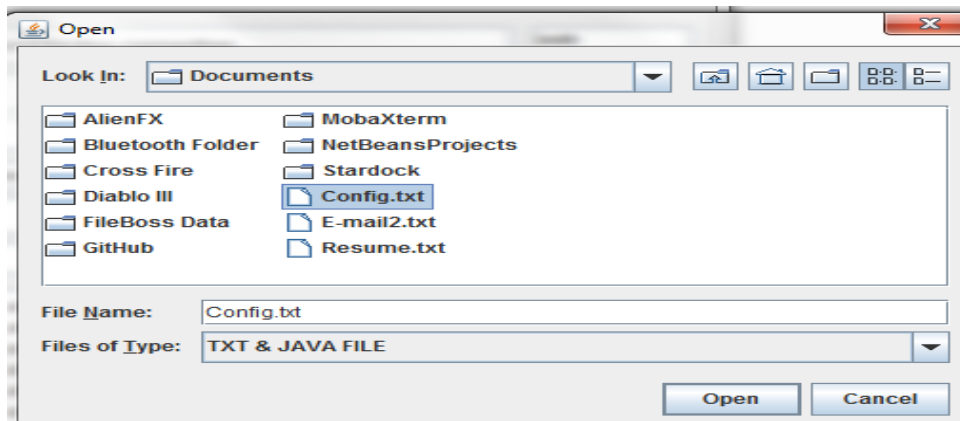 Open
Look In: Documents
AlienFX
Bluetooth Folder
Cross Fire
Diablo III
FileBoss Data
GitHub
MobaXterm
NetBeansProjects
Stardock
Config.txt
E-mail2.txt
Resume.txt
File Name: Config.txt
Files of Type: TXT & JAVA FILE
Open Cancel